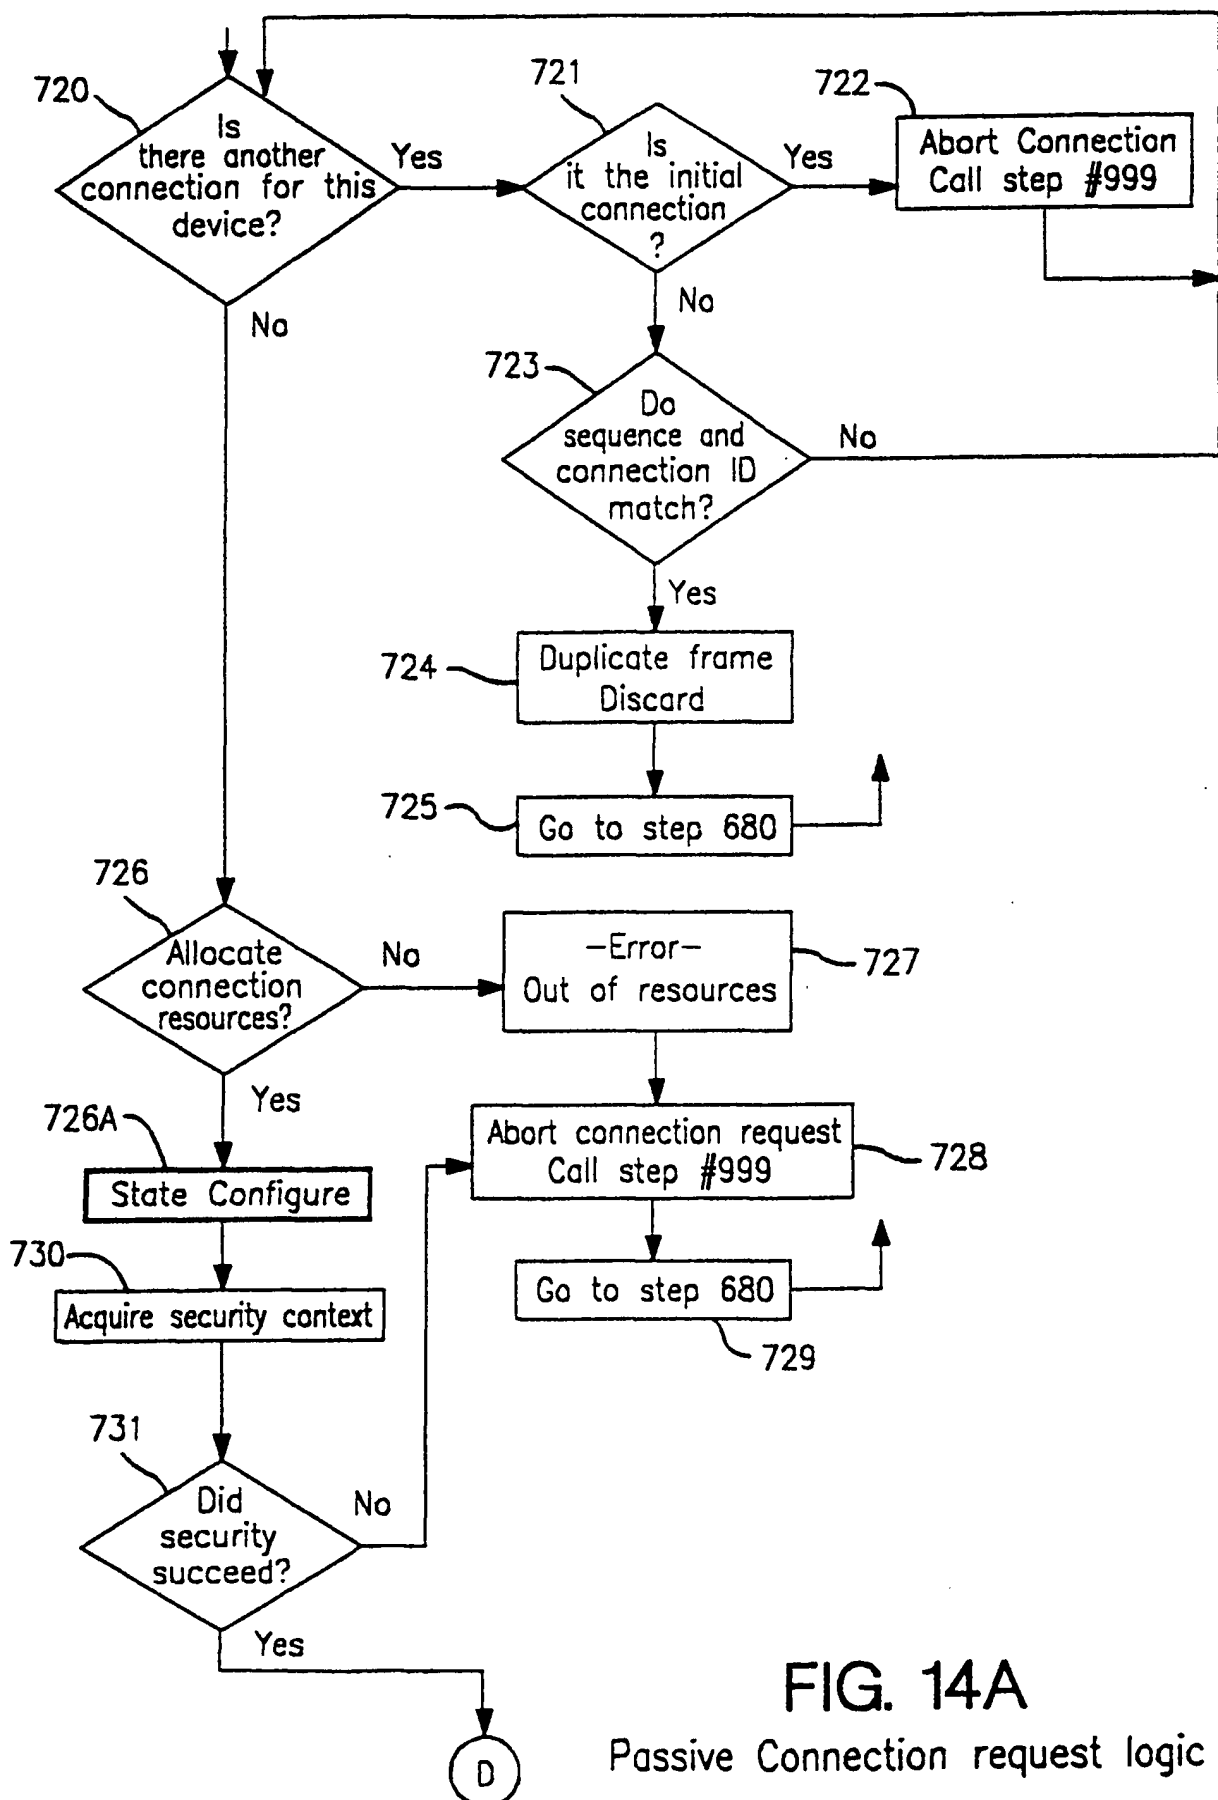 720
Is
there another
connection for this
device?
Yes
No
721
Is
it the initial
connection
?
Yes
No
722
Abort Connection
Call step #999
723
Do
sequence and
connection ID
match?
No
Yes
724
Duplicate frame
Discard
725
Go to step 680
726
Allocate
connection
resources?
No
Yes
-Error-
Out of resources
727
726A
State Configure
Abort connection request
Call step #999
728
730
Acquire security context
Go to step 680
729
731
Did
security
succeed?
No
Yes
D
FIG. 14A
Passive Connection request logic